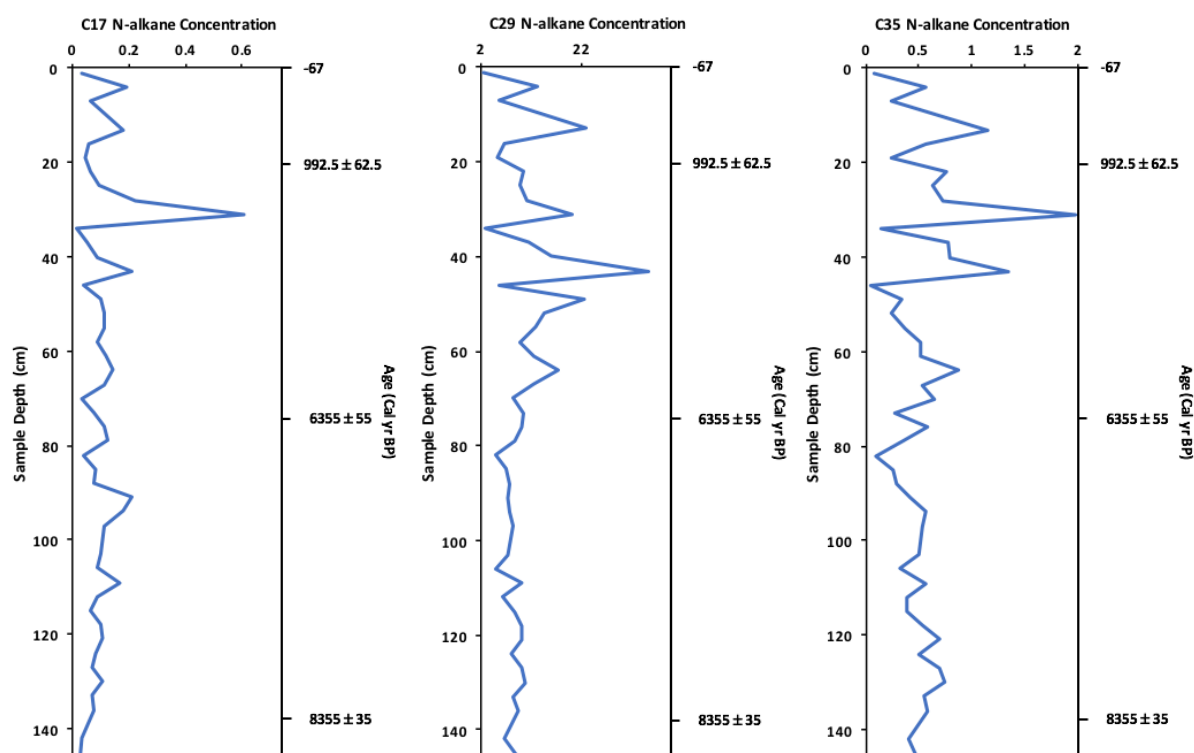 C17 N-alkane Concentration
0 0.2 0.4 0.6
0
20
40
60
80
100
120
140
Sample Depth (cm)
-67
992.5 ± 62.5
6355 ± 55
8355 ± 35
Age (Cal yr BP)
C29 N-alkane Concentration
2 22
0
20
40
60
80
100
120
140
Sample Depth (cm)
-67
992.5 ± 62.5
6355 ± 55
8355 ± 35
Age (Cal yr BP)
C35 N-alkane Concentration
0 0.5 1 1.5 2
0
20
40
60
80
100
120
140
Sample Depth (cm)
-67
992.5 ± 62.5
6355 ± 55
8355 ± 35
Age (Cal yr BP)